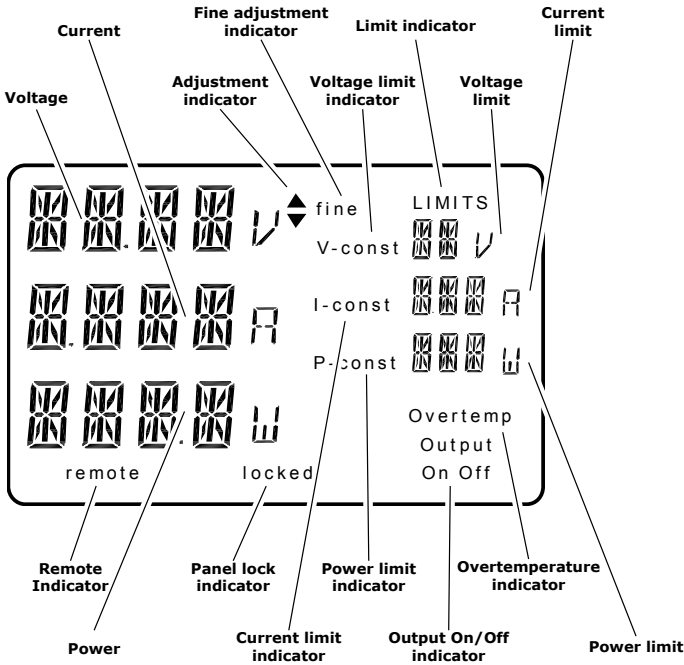 Fine adjustment
indicator
Current
Limit indicator
Current
limit
Adjustment
indicator
Voltage limit
indicator
Voltage
limit
Voltage
fine
LIMITS
V
V-const
V
I-const
A
A
P-const
W
W
Overtemp
Output
On Off
remote
locked
Remote
Indicator
Panel lock
indicator
Power limit
indicator
Overtemperature
indicator
Power
Current limit
indicator
Output On/Off
indicator
Power limit